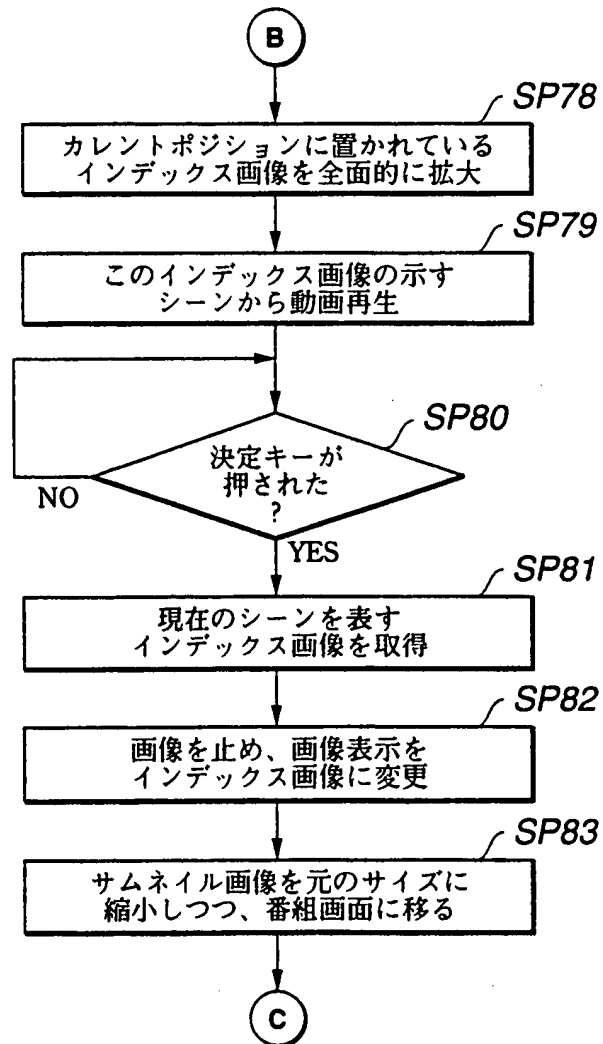 B
SP78
カレントポジションに置かれている
インデックス画像を全面的に拡大
SP79
このインデックス画像の示す
シーンから動画再生
SP80
決定キーが
押された
?
NO
YES
SP81
現在のシーンを表す
インデックス画像を取得
SP82
画像を止め、画像表示を
インデックス画像に変更
SP83
サムネイル画像を元のサイズに
縮小しつつ、番組画面に移る
C